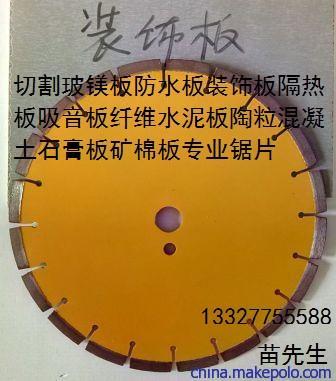 装饰板
切割玻镁板防水板装饰板隔热
板吸音板纤维水泥板陶粒混凝
土石膏板矿棉板专业锯片
13327755588
苗先生
china.makepolo.com